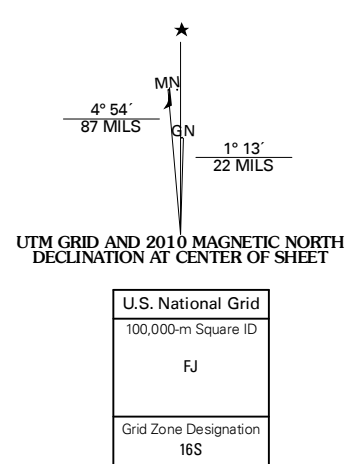 ★
MN
4° 54´
87 MILS
GN
1° 13´
22 MILS
UTM GRID AND 2010 MAGNETIC NORTH
DECLINATION AT CENTER OF SHEET
U.S. National Grid
100,000-m Square ID
FJ
Grid Zone Designation
16S